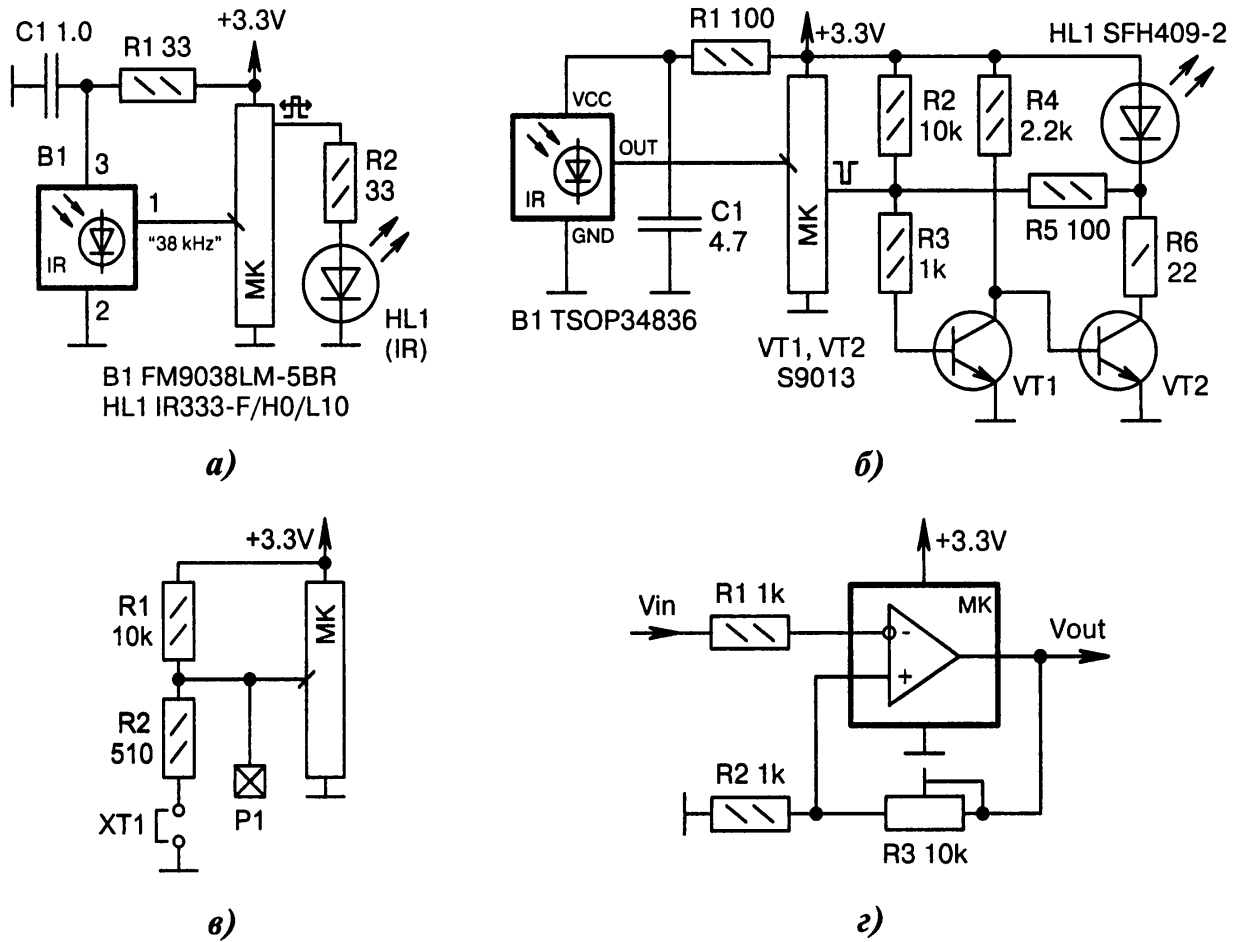 C1 1.0
R1 33
+3.3V
B1
3
1
"38 kHz"
IR
2
MK
R2
33
HL1
(IR)
B1 FM9038LM-5BR
HL1 IR333-F/H0/L10
а)
R1 100
+3.3V
HL1 SFH409-2
VCC
OUT
IR
GND
C1
4.7
MK
R2
10k
R4
2.2k
R3
1k
R5 100
R6
22
B1 TSOP34836
VT1, VT2
S9013
VT1
VT2
б)
+3.3V
R1
10k
MK
R2
510
XT1
P1
в)
+3.3V
Vin
R1 1k
MK
-
+
Vout
R2 1k
R3 10k
г)